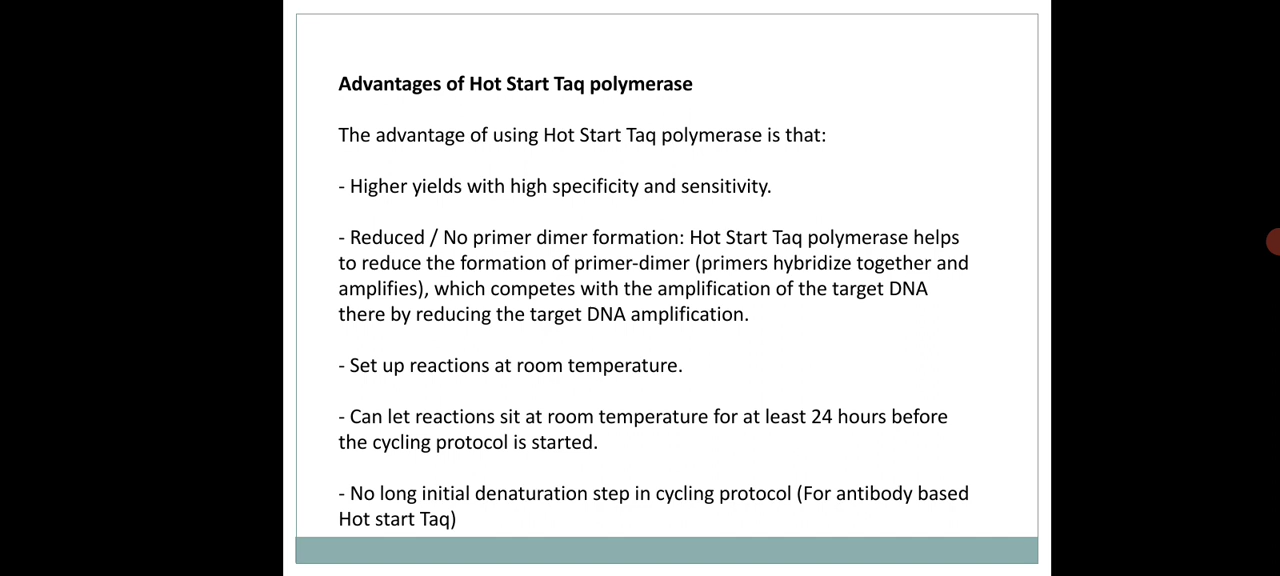 Advantages of Hot Start Taq polymerase
The advantage of using Hot Start Taq polymerase is that:
- Higher yields with high specificity and sensitivity.
- Reduced / No primer dimer formation: Hot Start Taq polymerase helps
to reduce the formation of primer-dimer (primers hybridize together and
amplifies), which competes with the amplification of the target DNA
there by reducing the target DNA amplification.
- Set up reactions at room temperature.
- Can let reactions sit at room temperature for at least 24 hours before
the cycling protocol is started.
- No long initial denaturation step in cycling protocol (For antibody based
Hot start Taq)